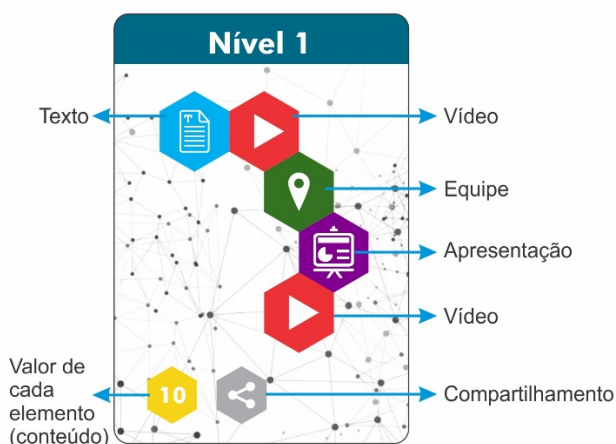 Nível 1
Texto
Vídeo
Equipe
Apresentação
Vídeo
Valor de
cada
elemento
(conteúdo)
10
Compartilhamento